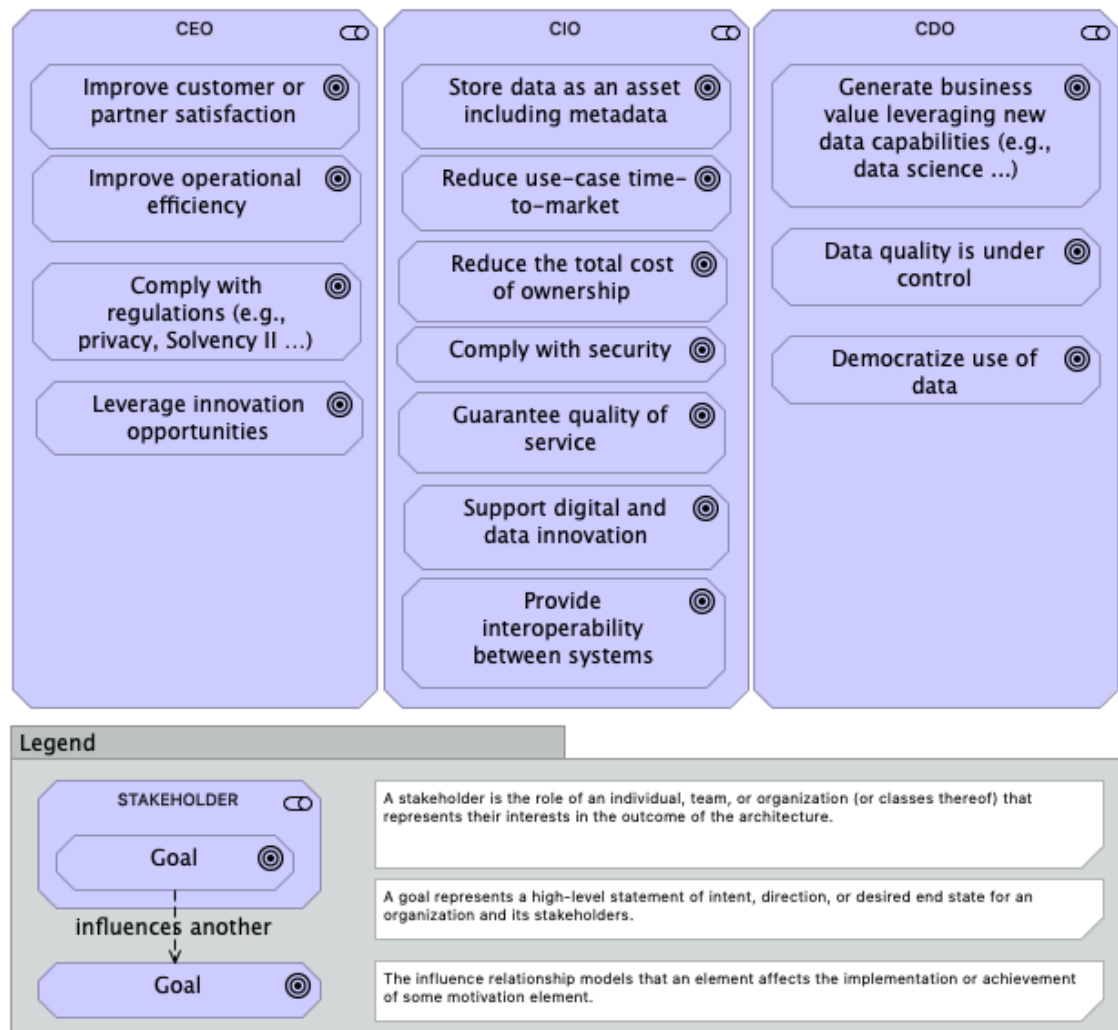 CEO
Improve customer or
partner satisfaction
Improve operational
efficiency
Comply with
regulations (e.g.,
privacy, Solvency II ...)
Leverage innovation
opportunities
CIO
Store data as an asset
including metadata
Reduce use-case time-
to-market
Reduce the total cost
of ownership
Comply with security
Guarantee quality of
service
Support digital and
data innovation
Provide
interoperability
between systems
CDO
Generate business
value leveraging new
data capabilities (e.g.,
data science ...)
Data quality is under
control
Democratize use of
data
Legend
STAKEHOLDER
Goal
influences another
Goal
A stakeholder is the role of an individual, team, or organization (or classes thereof) that
represents their interests in the outcome of the architecture.
A goal represents a high-level statement of intent, direction, or desired end state for an
organization and its stakeholders.
The influence relationship models that an element affects the implementation or achievement
of some motivation element.